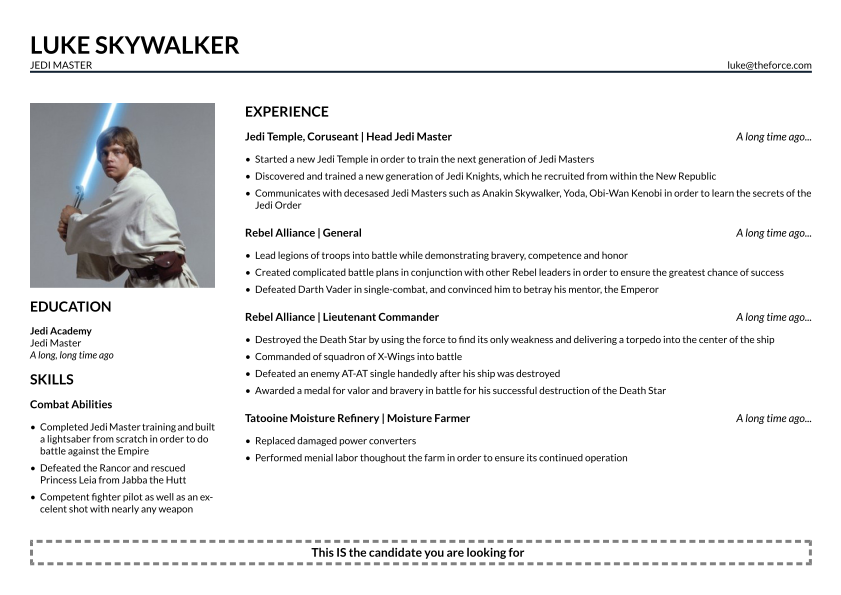 LUKE SKYWALKER
JEDI MASTER
luke@theforce.com
EDUCATION
Jedi Academy
Jedi Master
A long, long time ago
SKILLS
Combat Abilities
• Completed Jedi Master training and built
a lightsaber from scratch in order to do
battle against the Empire
• Defeated the Rancor and rescued
Princess Leia from Jabba the Hutt
• Competent fighter pilot as well as an ex-
celent shot with nearly any weapon
EXPERIENCE
Jedi Temple, Coruseant | Head Jedi Master
A long time ago...
• Started a new Jedi Temple in order to train the next generation of Jedi Masters
• Discovered and trained a new generation of Jedi Knights, which he recruited from within the New Republic
• Communicates with decesased Jedi Masters such as Anakin Skywalker, Yoda, Obi-Wan Kenobi in order to learn the secrets of the
Jedi Order
Rebel Alliance | General
A long time ago...
• Lead legions of troops into battle while demonstrating bravery, competence and honor
• Created complicated battle plans in conjunction with other Rebel leaders in order to ensure the greatest chance of success
• Defeated Darth Vader in single-combat, and convinced him to betray his mentor, the Emperor
Rebel Alliance | Lieutenant Commander
A long time ago...
• Destroyed the Death Star by using the force to find its only weakness and delivering a torpedo into the center of the ship
• Commanded of squadron of X-Wings into battle
• Defeated an enemy AT-AT single handedly after his ship was destroyed
• Awarded a medal for valor and bravery in battle for his successful destruction of the Death Star
Tatooine Moisture Refinery | Moisture Farmer
A long time ago...
• Replaced damaged power converters
• Performed menial labor thoughout the farm in order to ensure its continued operation
This IS the candidate you are looking for